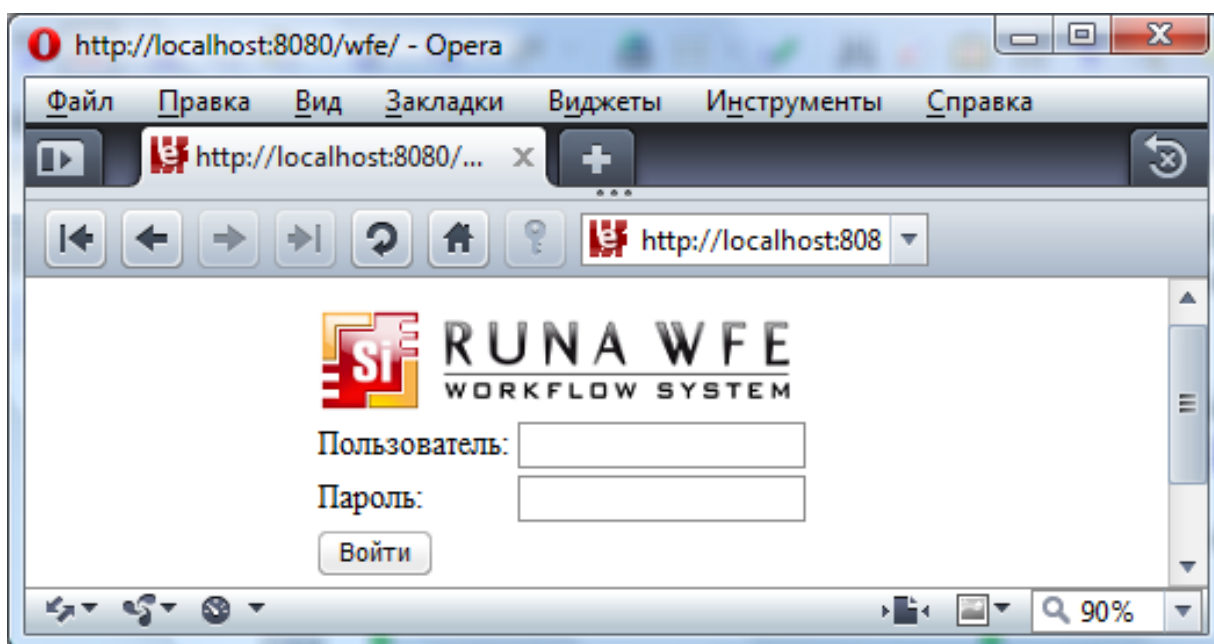 http://localhost:8080/wfe/ - Opera
Файл Правка Вид Закладки Виджеты Инструменты Справка
http://localhost:8080/...
http://localhost:808
Si RUNA WFE
WORKFLOW SYSTEM
Пользователь:
Пароль:
Войти
90%